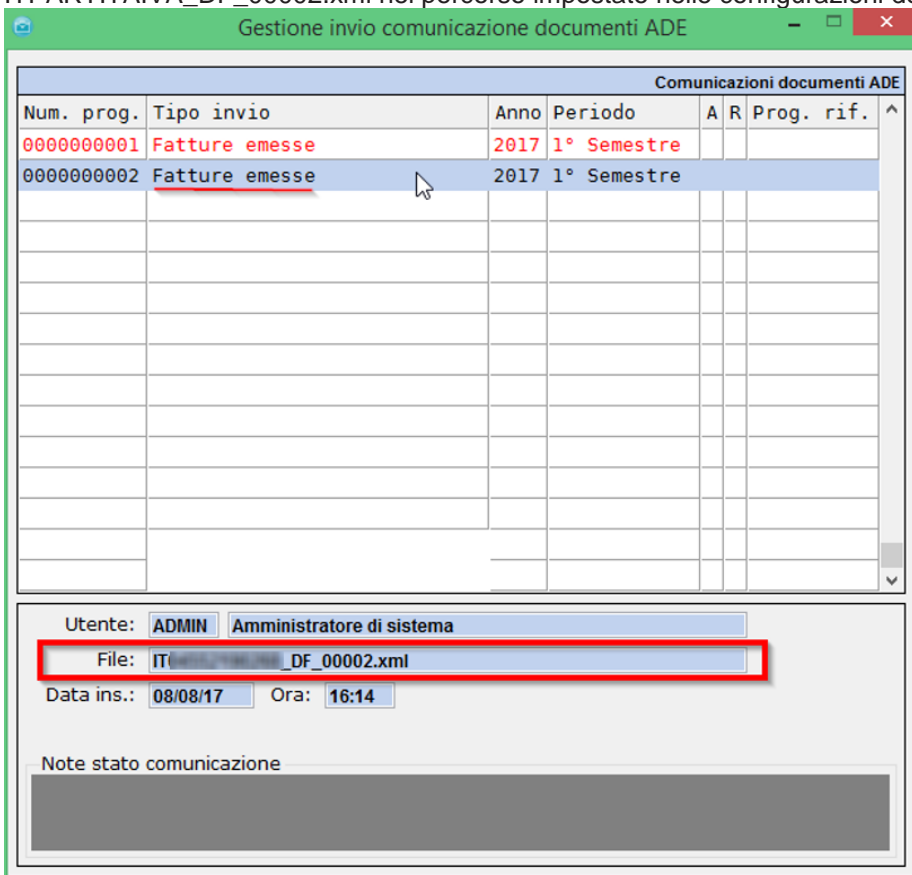 Gestione invio comunicazione documenti ADE
Comunicazioni documenti ADE
Num. prog. Tipo invio Anno Periodo A R Prog. rif.
0000000001 Fatture emesse 2017 1° Semestre
0000000002 Fatture emesse 2017 1° Semestre
Utente: ADMIN Amministratore di sistema
File: IT _DF_00002.xml
Data ins.: 08/08/17 Ora: 16:14
Note stato comunicazione